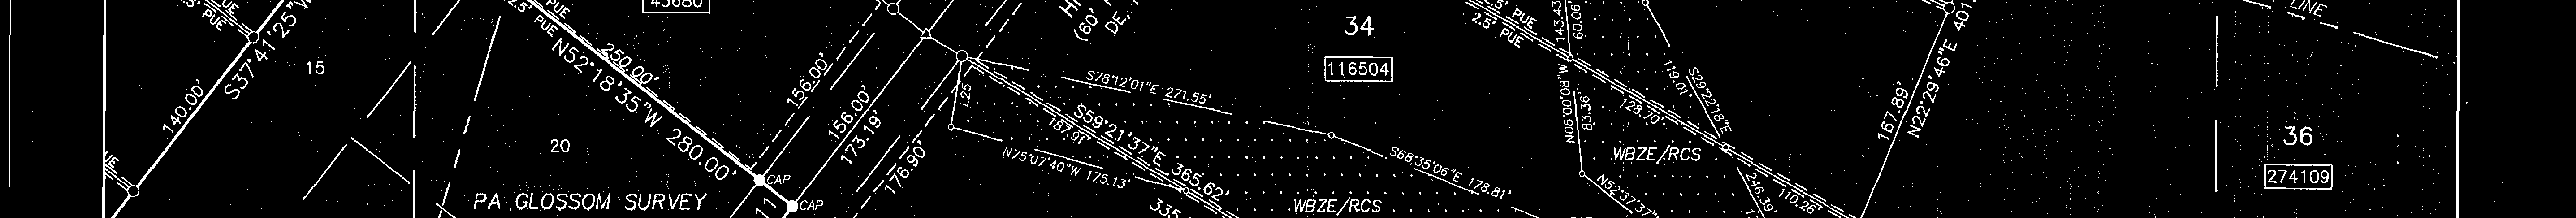 .5' PUE
S37°41'25"W
140.00'
UE
15
PUE
2.5' PUE
250.00'
N52°18'35"W 280.00'
45680
20
PA GLOSSOM SURVEY
CAP
CAP
156.00'
156.00'
173.19'
176.90'
(60'
DE,
L25
S78°12'01"E 271.55'
S59°21'37"E 365.62'
187.91'
N75°07'40"W 175.13'
335
34
116504
S68°35'06"E 178.81'
WBZE/RCS
.5' PUE
2.5' PUE
143.43
60.06'
N06°00'08"W
83.36'
119.01'
S29°22'18"E
128.70'
WBZE/RCS
N52°37'37"
246.39'
110.26'
167.89'
N22°29'46"E 401
LINE
36
274109